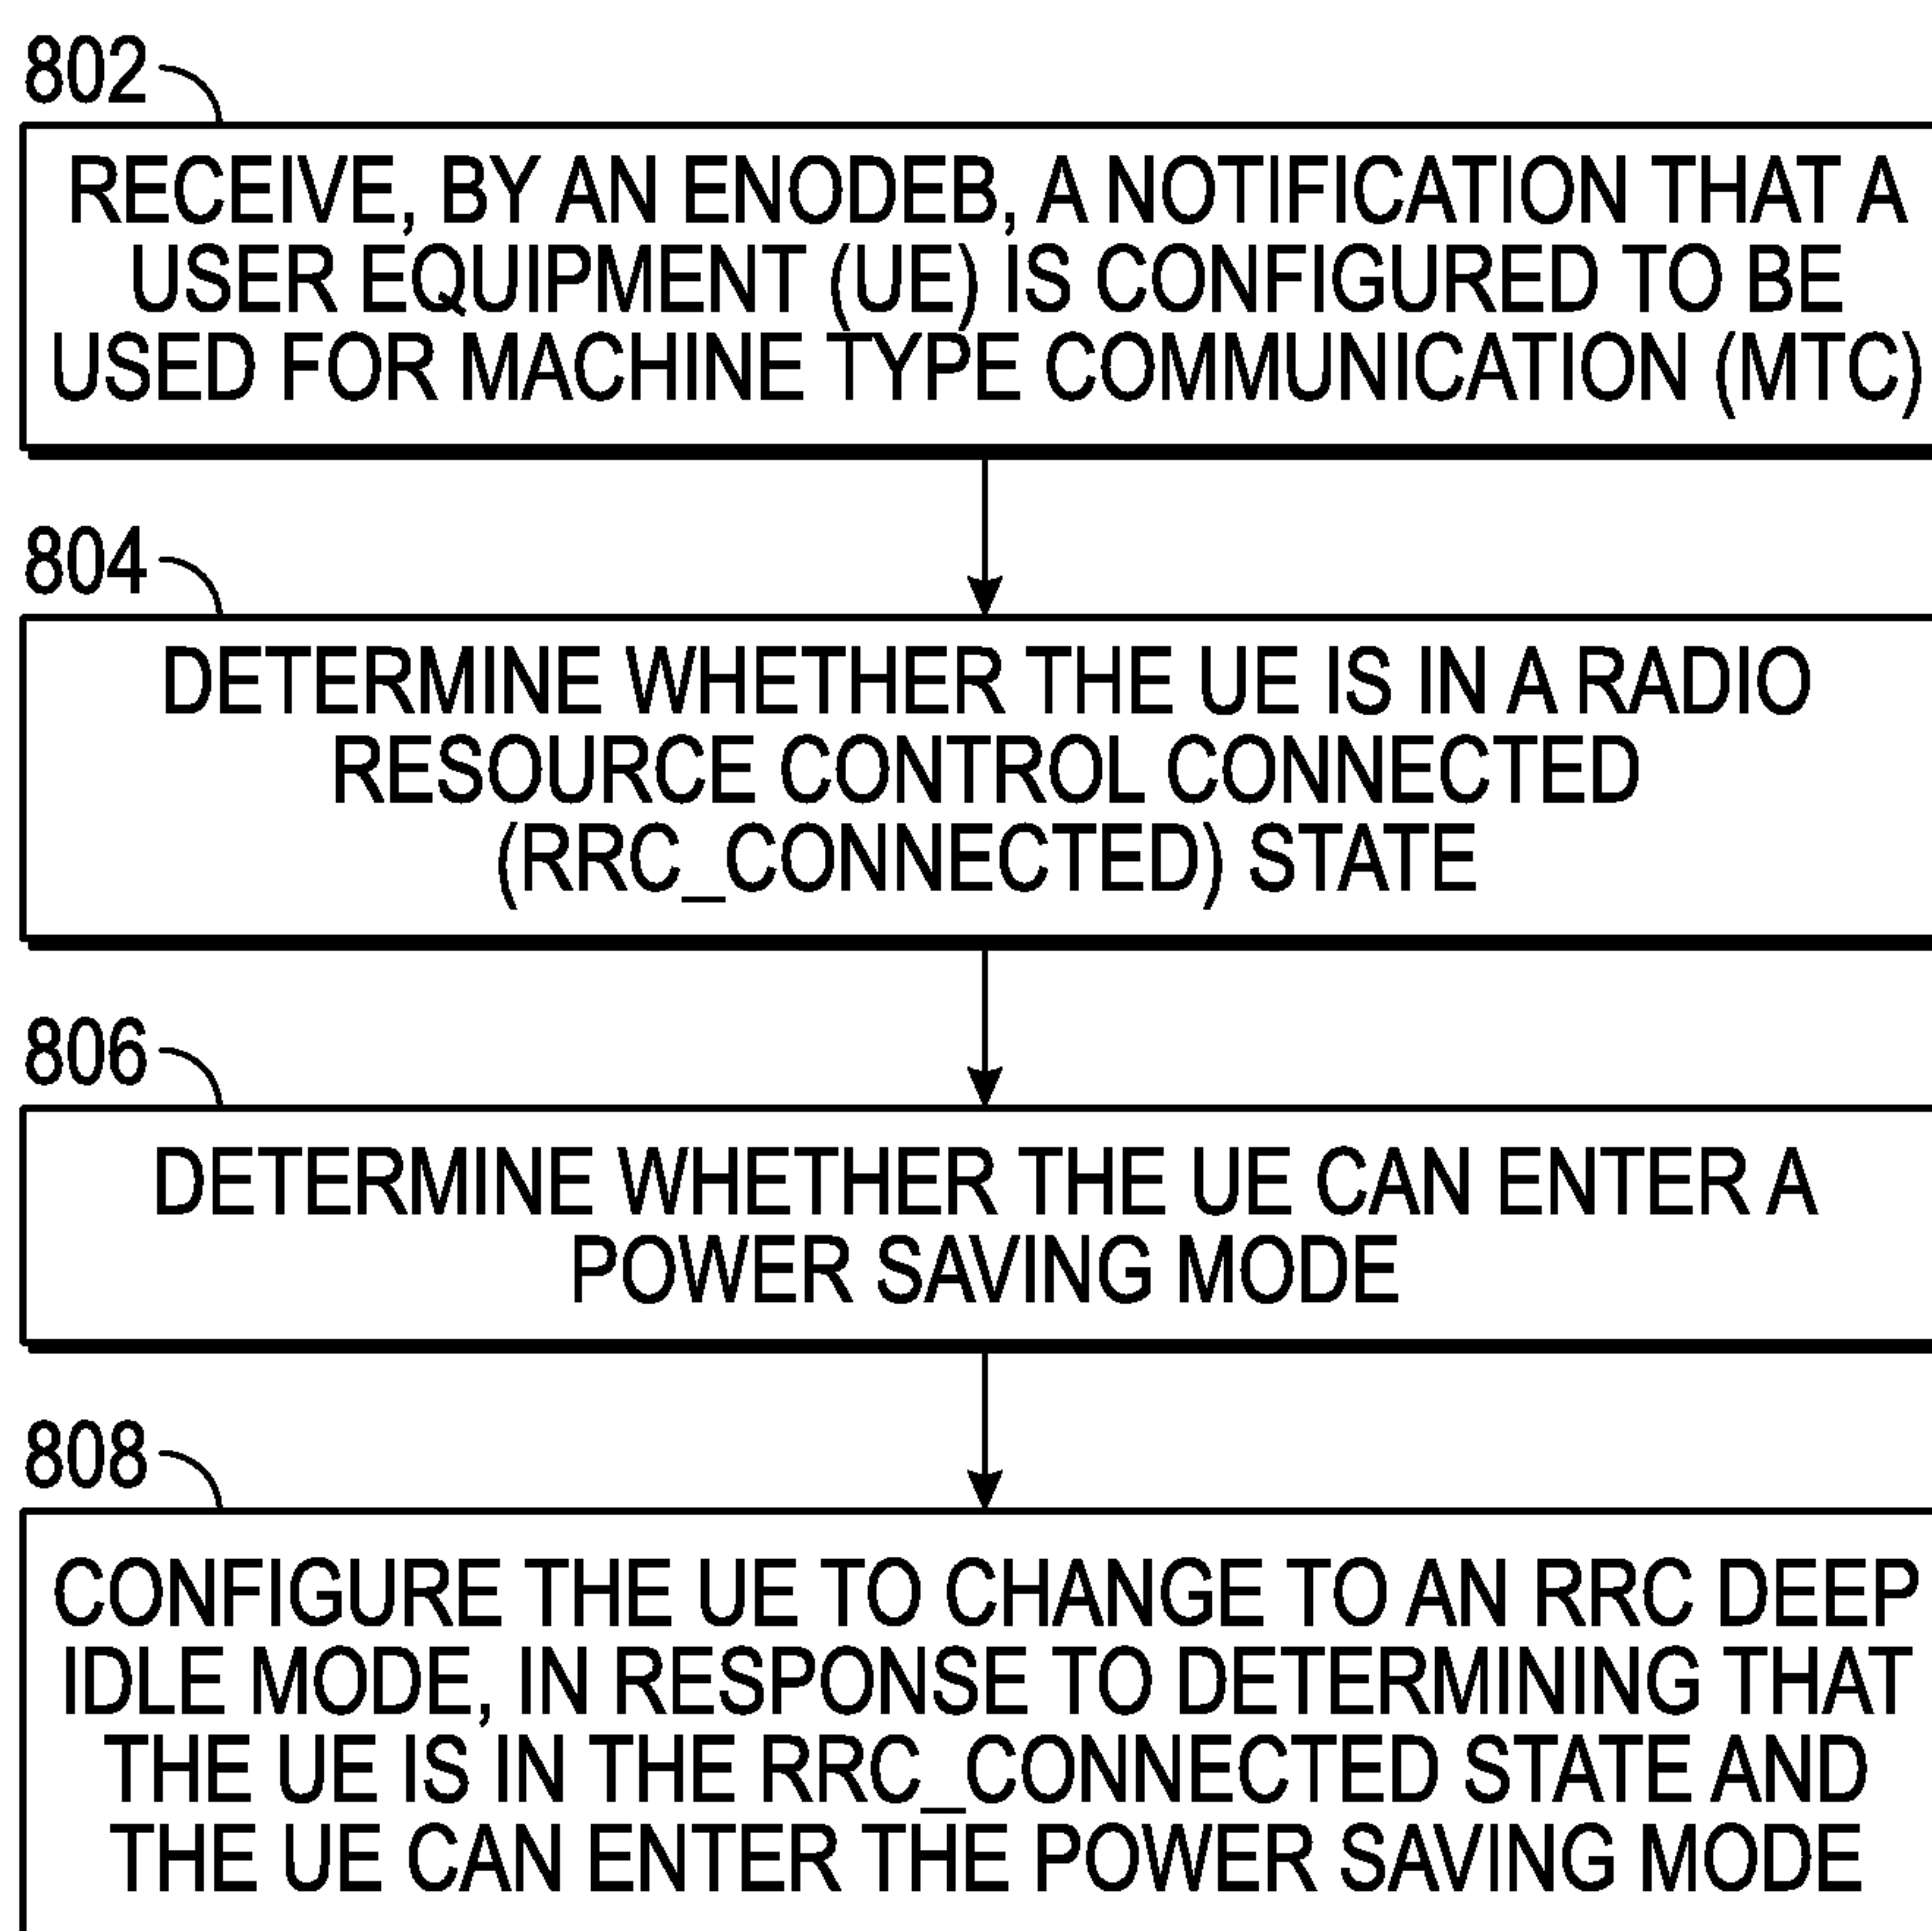 802
RECEIVE, BY AN ENODEB, A NOTIFICATION THAT A
USER EQUIPMENT (UE) IS CONFIGURED TO BE
USED FOR MACHINE TYPE COMMUNICATION (MTC)
804
DETERMINE WHETHER THE UE IS IN A RADIO
RESOURCE CONTROL CONNECTED
(RRC_CONNECTED) STATE
806
DETERMINE WHETHER THE UE CAN ENTER A
POWER SAVING MODE
808
CONFIGURE THE UE TO CHANGE TO AN RRC DEEP
IDLE MODE, IN RESPONSE TO DETERMINING THAT
THE UE IS IN THE RRC_CONNECTED STATE AND
THE UE CAN ENTER THE POWER SAVING MODE